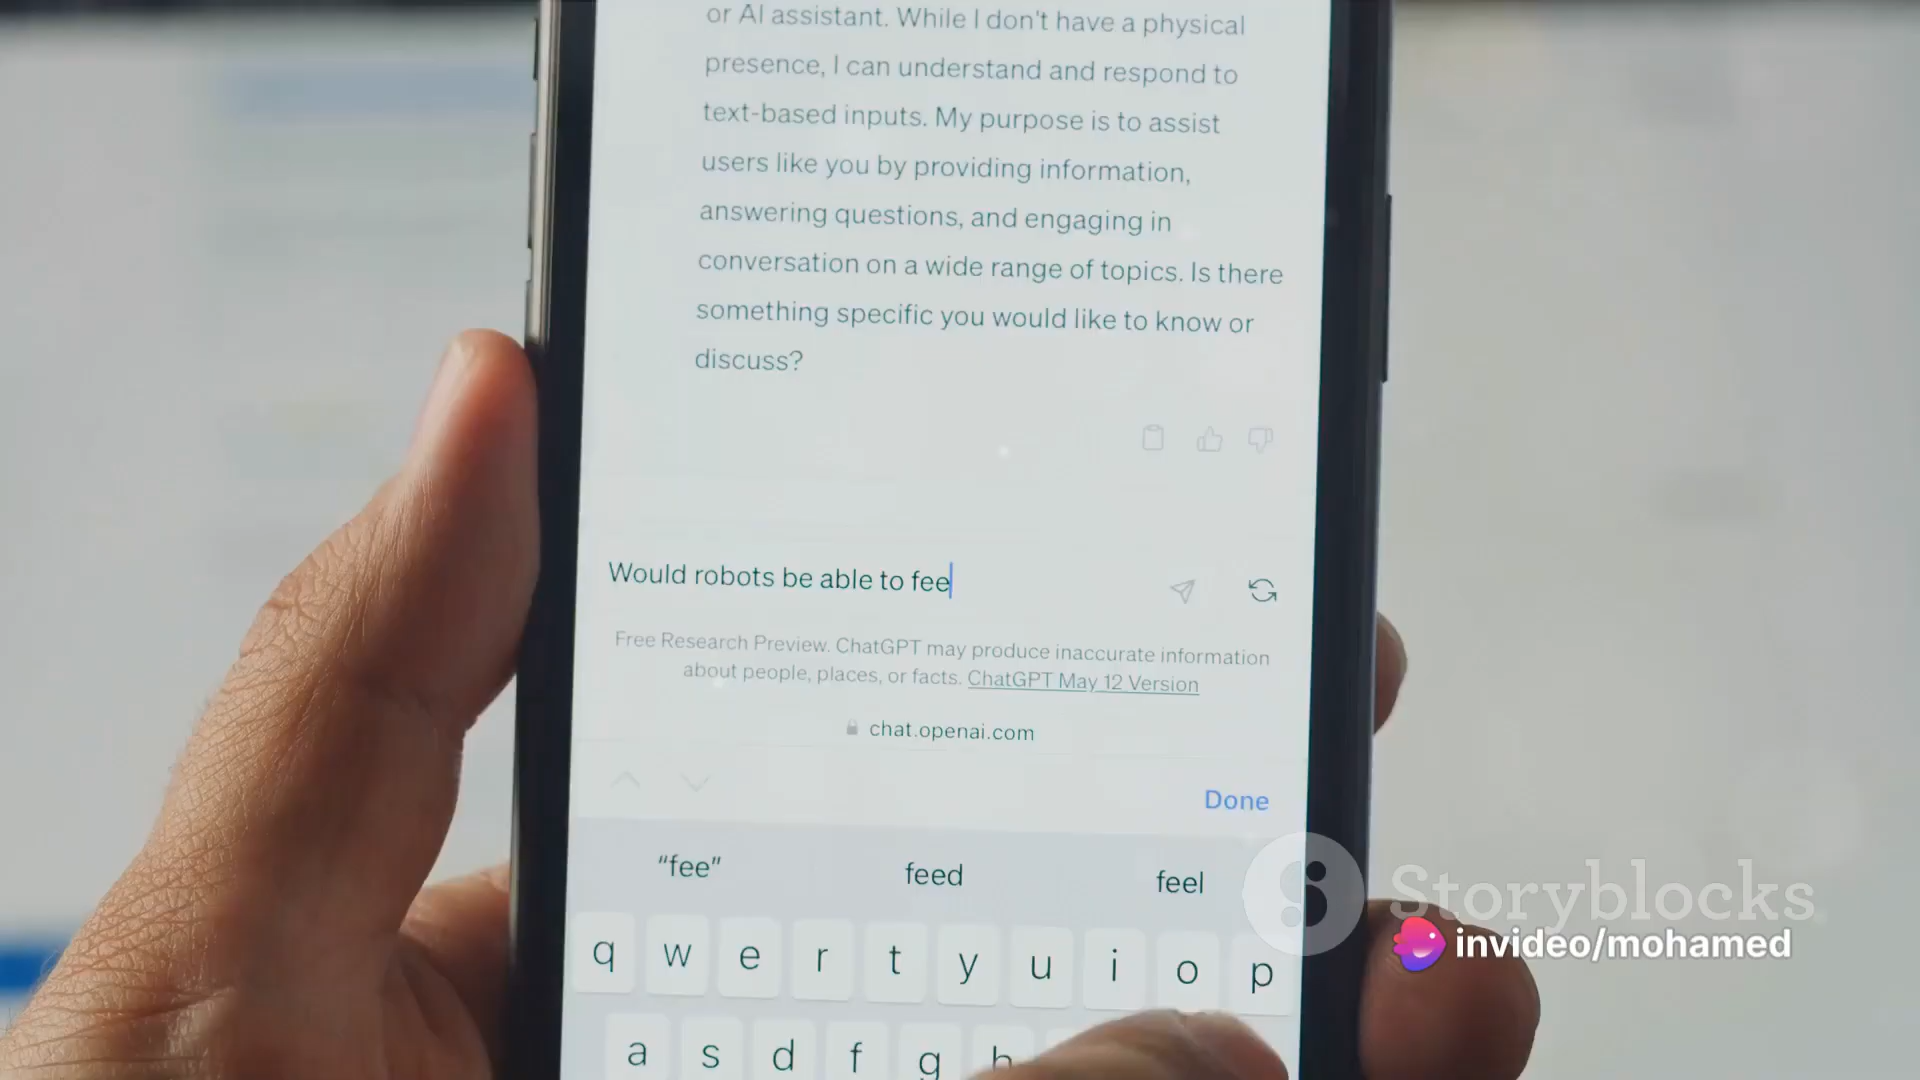 or AI assistant. While I don't have a physical
presence, I can understand and respond to
text-based inputs. My purpose is to assist
users like you by providing information,
answering questions, and engaging in
conversation on a wide range of topics. Is there
something specific you would like to know or
discuss?
Would robots be able to fee
Free Research Preview. ChatGPT may produce inaccurate information
about people, places, or facts. ChatGPT May 12 Version
chat.openai.com
Done
“fee” feed feel
q w e r t y u i o p
a s d f g h
Storyblocks
invideo/mohamed